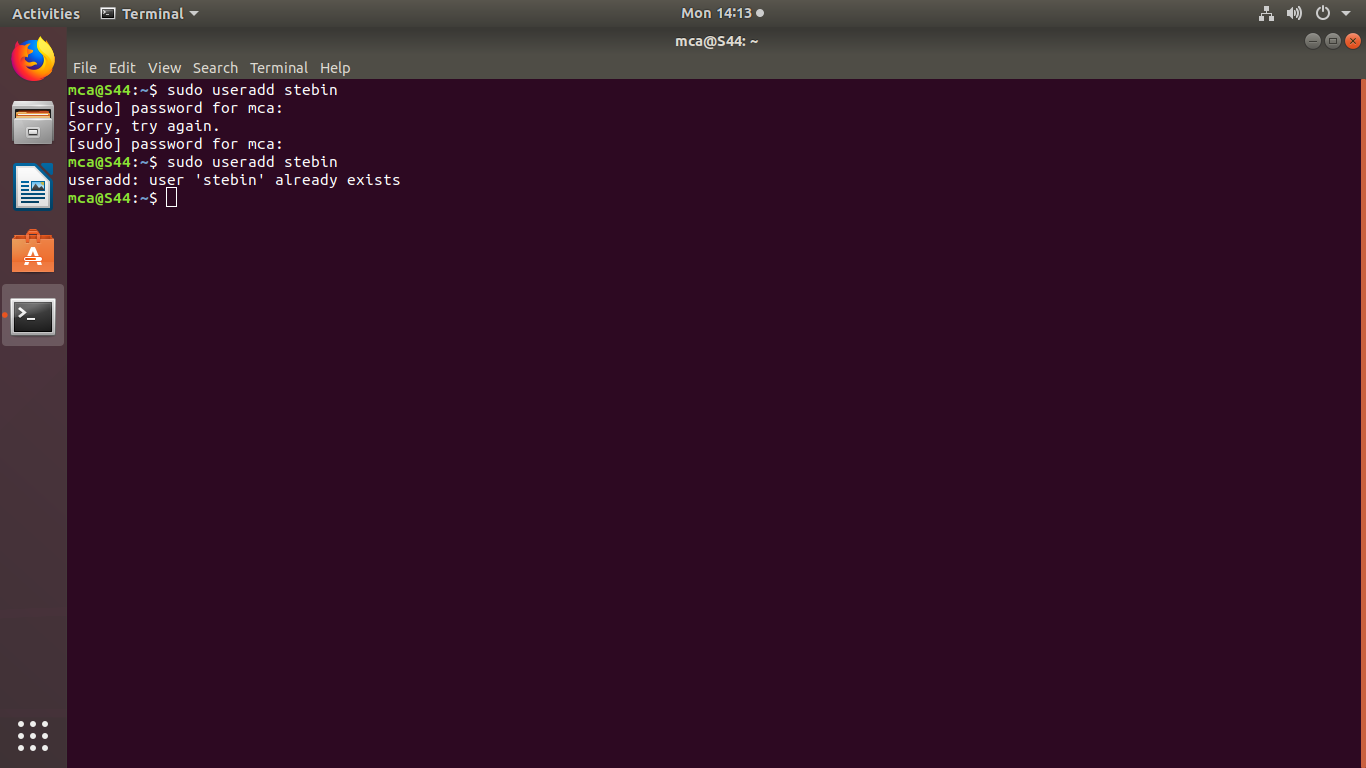 Activities Terminal Mon 14:13
mca@S44: ~
File Edit View Search Terminal Help
mca@S44:~$ sudo useradd stebin
[sudo] password for mca:
Sorry, try again.
[sudo] password for mca:
mca@S44:~$ sudo useradd stebin
useradd: user 'stebin' already exists
mca@S44:~$